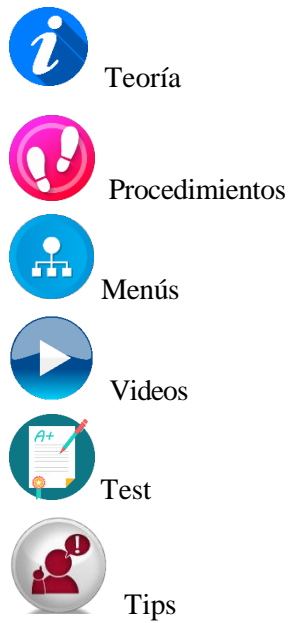 Teoría
Procedimientos
Menús
Videos
A+
Test
Tips